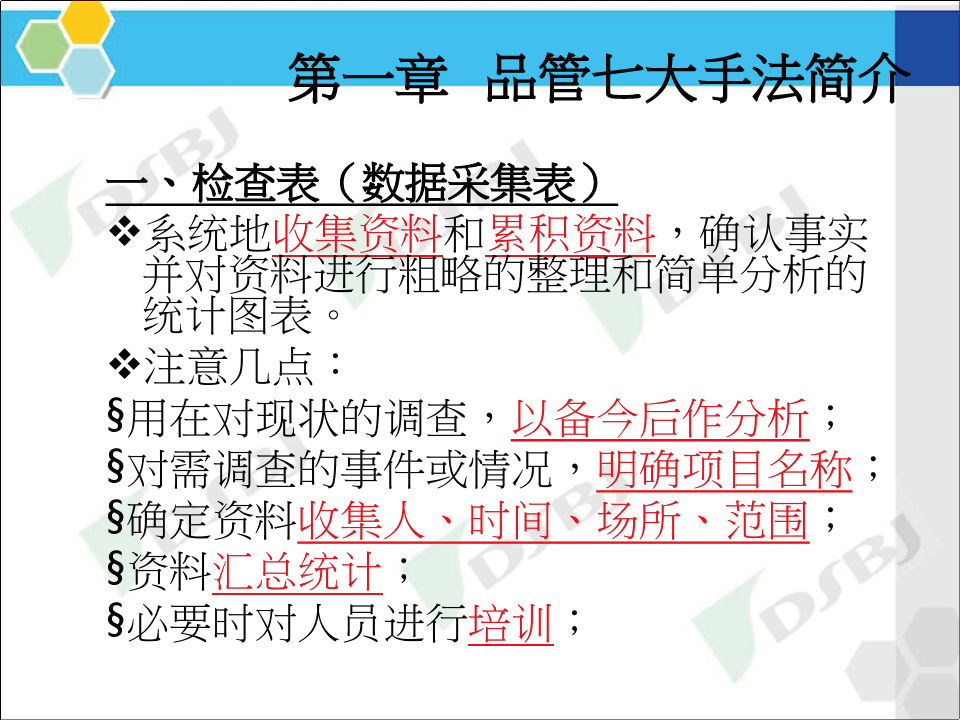 第一章 品管七大手法简介
一、检查表（数据采集表）
❖系统地收集资料和累积资料，确认事实
并对资料进行粗略的整理和简单分析的
统计图表。
❖注意几点：
§用在对现状的调查，以备今后作分析；
§对需调查的事件或情况，明确项目名称；
§确定资料收集人、时间、场所、范围；
§资料汇总统计；
§必要时对人员进行培训；
DSBJ
DSBJ
DSBJ
DSBJ
DSBJ
DSBJ